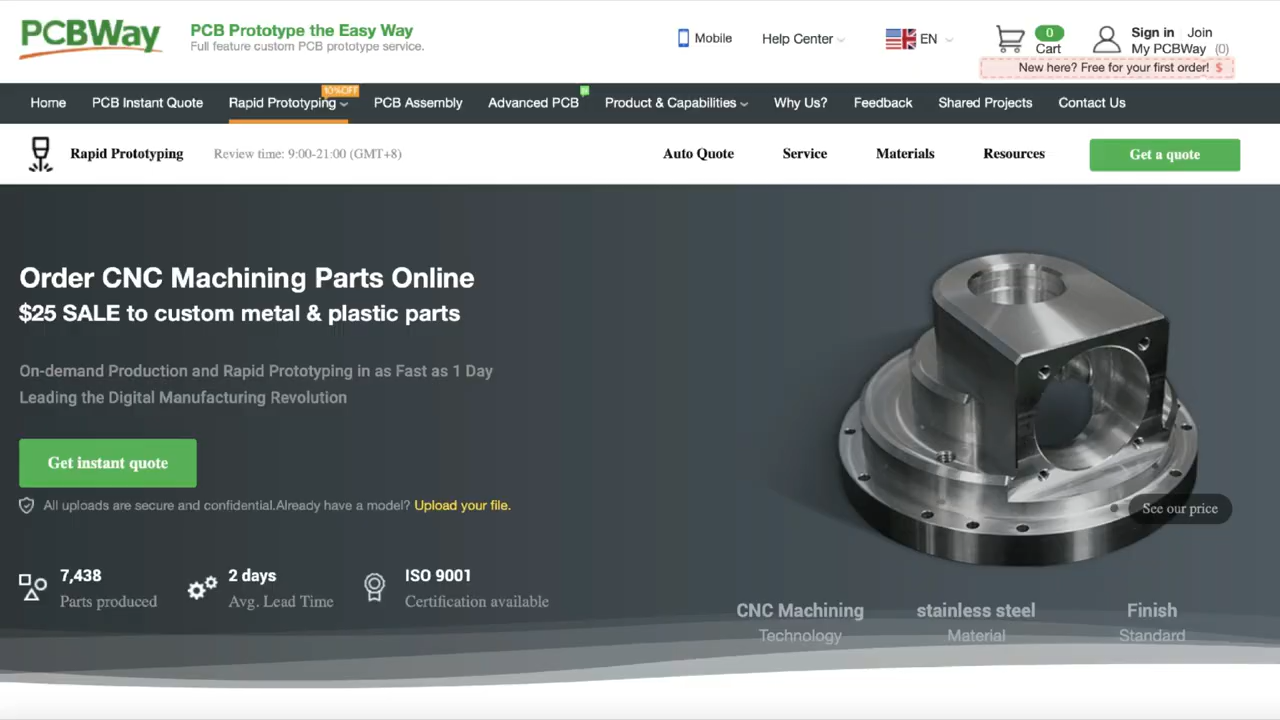 PCBWay
PCB Prototype the Easy Way
Full feature custom PCB prototype service.
Mobile
Help Center
EN
0
Cart
Sign in
Join
My PCBWay (0)
New here? Free for your first order! $
10%OFF
Home
PCB Instant Quote
Rapid Prototyping
PCB Assembly
Advanced PCB
Product & Capabilities
Why Us?
Feedback
Shared Projects
Contact Us
Rapid Prototyping
Review time: 9:00-21:00 (GMT+8)
Auto Quote
Service
Materials
Resources
Get a quote
Order CNC Machining Parts Online
$25 SALE to custom metal & plastic parts
On-demand Production and Rapid Prototyping in as Fast as 1 Day
Leading the Digital Manufacturing Revolution
Get instant quote
All uploads are secure and confidential.Already have a model? Upload your file.
See our price
7,438
Parts produced
2 days
Avg. Lead Time
ISO 9001
Certification available
CNC Machining
Technology
stainless steel
Material
Finish
Standard